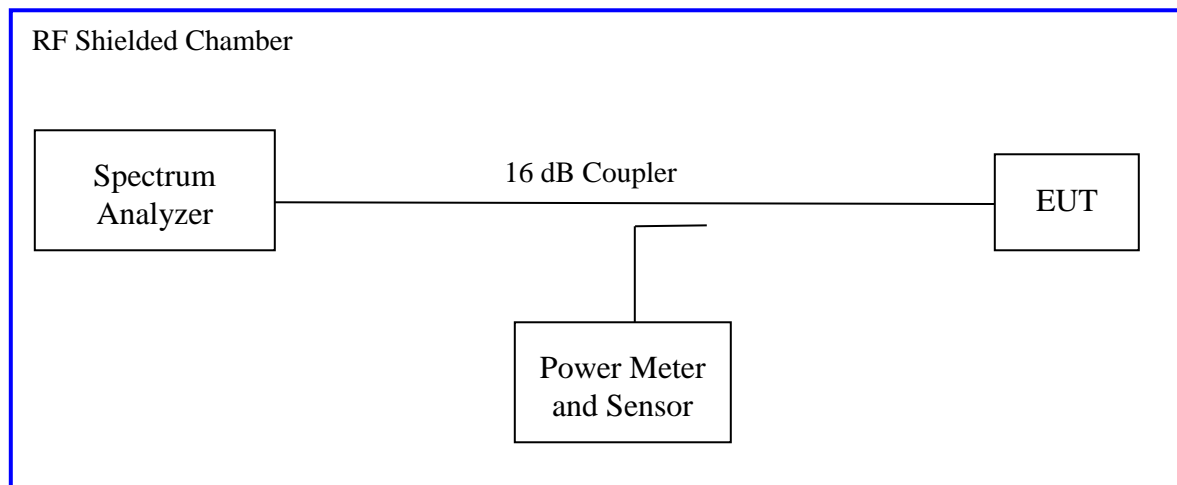 RF Shielded Chamber
Spectrum
Analyzer
16 dB Coupler
EUT
Power Meter
and Sensor